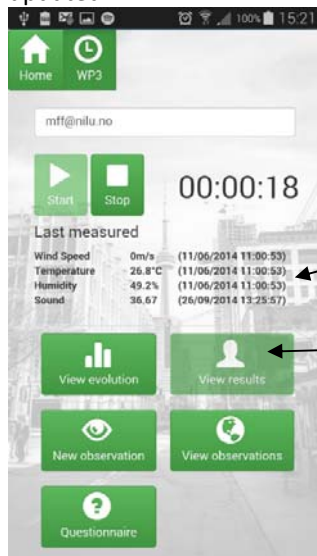 100% 15:21
Home WP3
mff@nilu.no
Start Stop 00:00:18
Last measured
Wind Speed 0m/s (11/06/2014 11:00:53)
Temperature 26.8°C (11/06/2014 11:00:53)
Humidity 49.2% (11/06/2014 11:00:53)
Sound 36.67 (26/09/2014 13:25:57)
View evolution View results
New observation View observations
Questionnaire